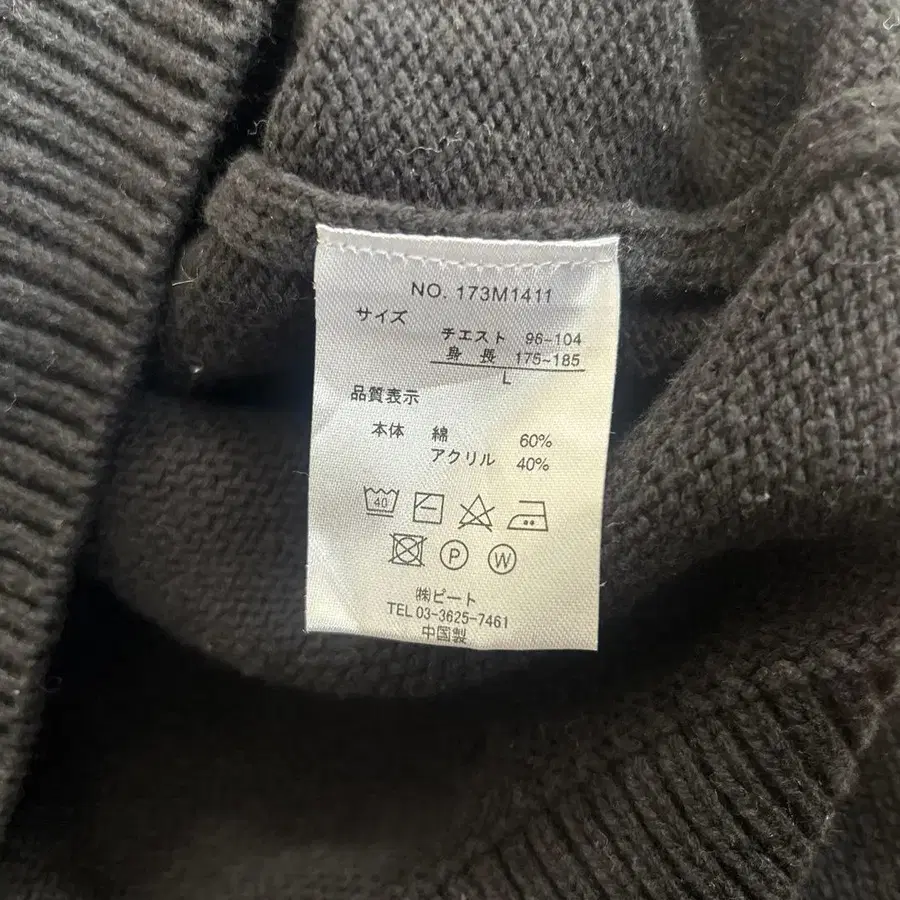 NO. 173M1411
サイズ
チエスト 96-104
身 長 175~185
L
品質表示
本体 綿 60%
アクリル 40%
40
P W
㈱ピート
TEL 03-3625-7461
中国製